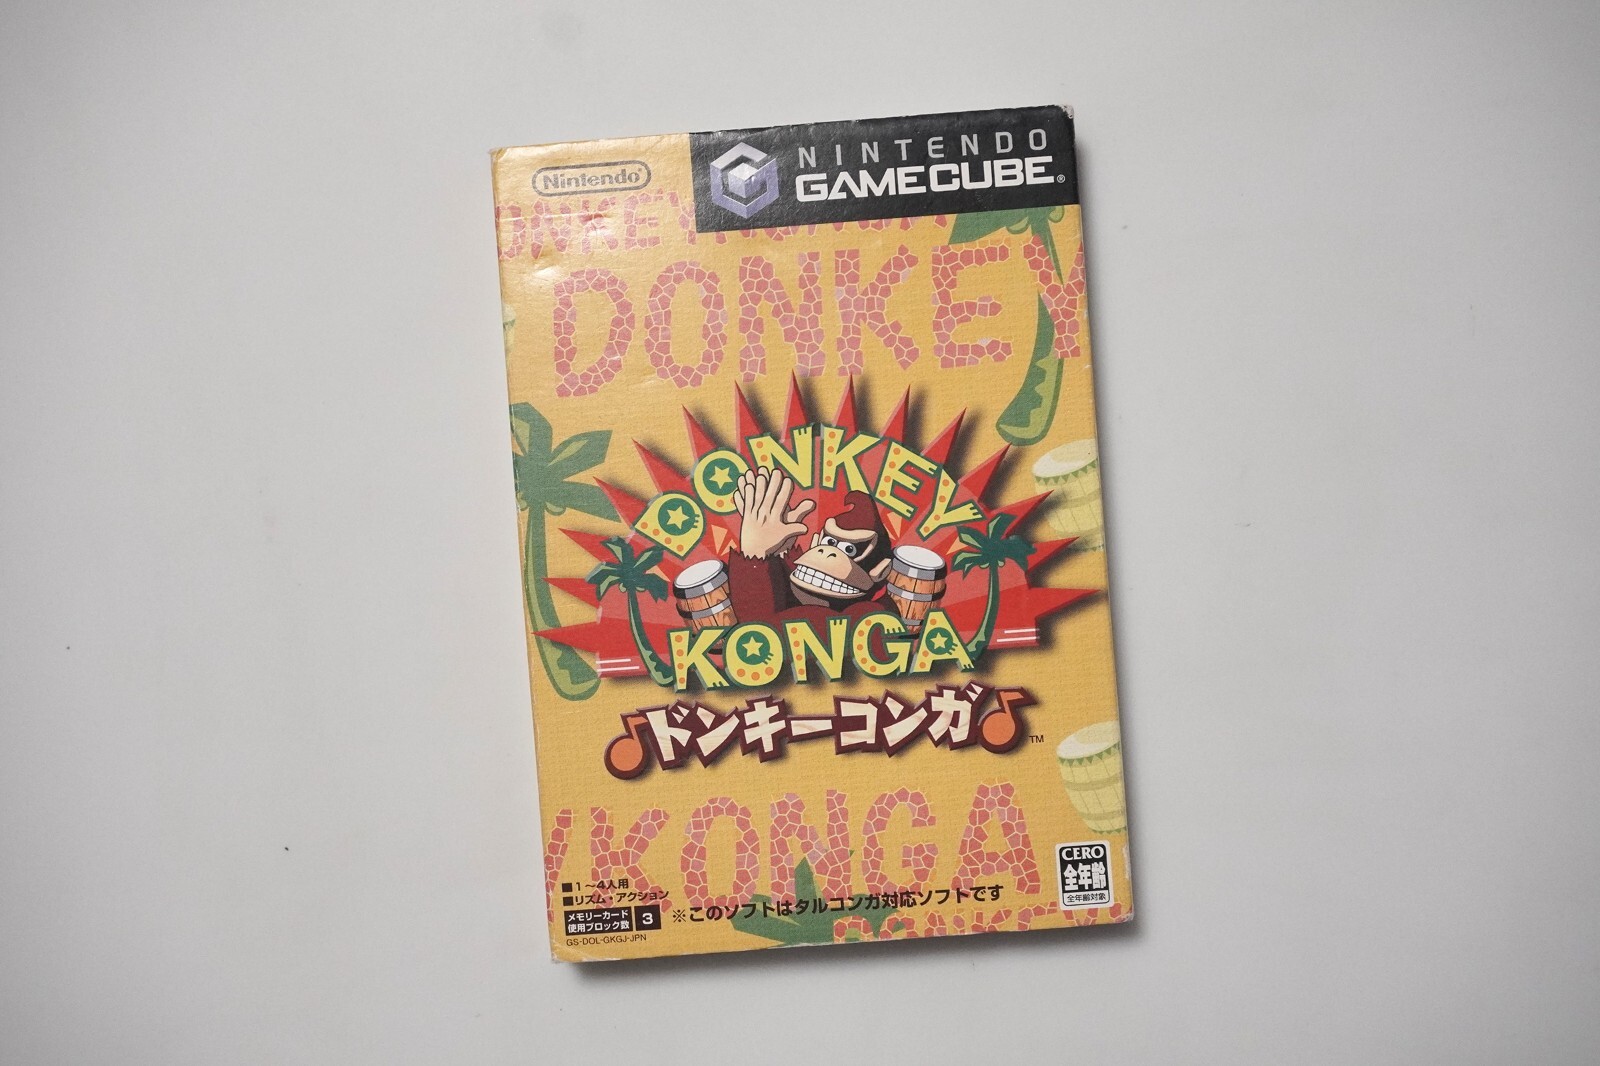 Nintendo
NINTENDO
GAMECUBE®
DONKEY KONGA
DONKEY
DONKEY
KONGA
ドンキーコンガ
TM
YKONGA
CERO
全年齢
全年齢対象
■1~4人用
■リズム・アクション
メモリーカード
使用ブロック数 3
※このソフトはタルコンガ対応ソフトです
GS-DOL-GKGJ-JPN
DONKEY